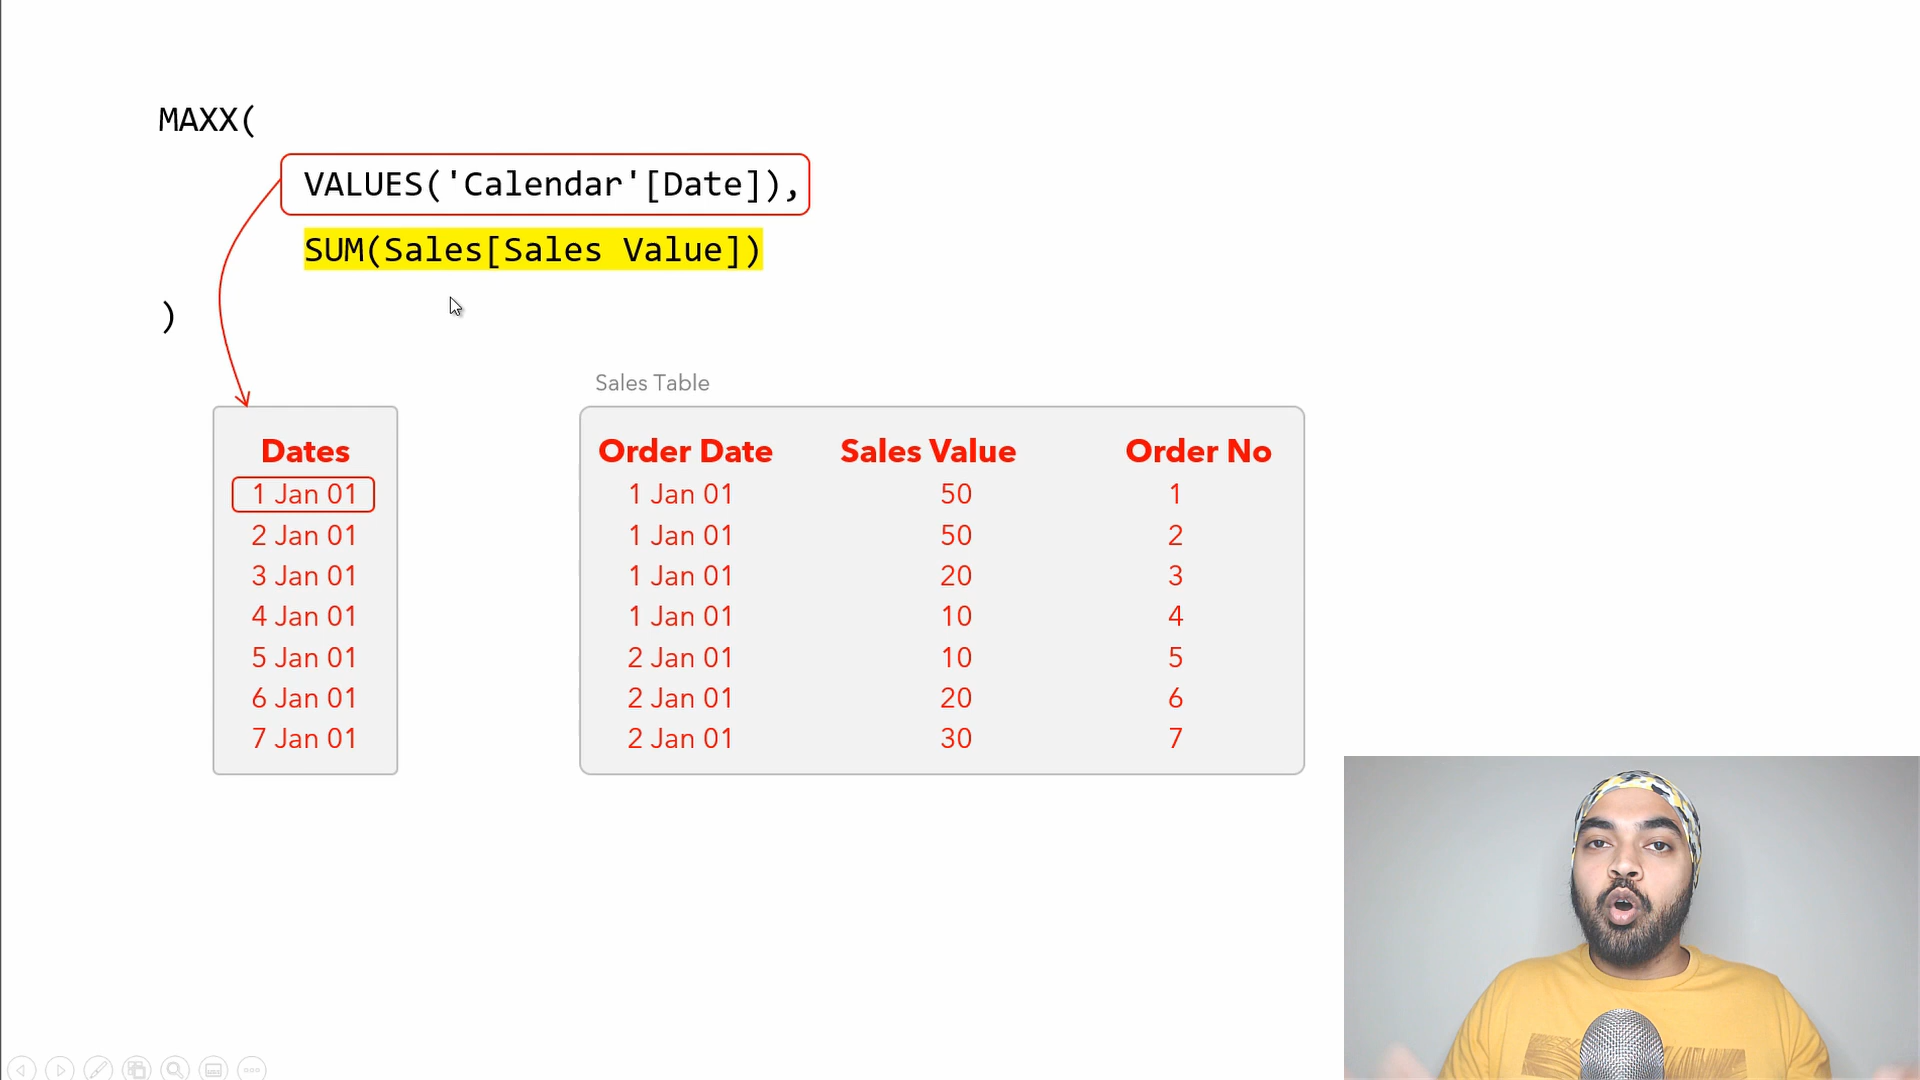 MAXX(
VALUES('Calendar'[Date]),
SUM(Sales[Sales Value])
)
Sales Table
Dates
1 Jan 01
2 Jan 01
3 Jan 01
4 Jan 01
5 Jan 01
6 Jan 01
7 Jan 01
Order Date Sales Value Order No
1 Jan 01 50 1
1 Jan 01 50 2
1 Jan 01 20 3
1 Jan 01 10 4
2 Jan 01 10 5
2 Jan 01 20 6
2 Jan 01 30 7